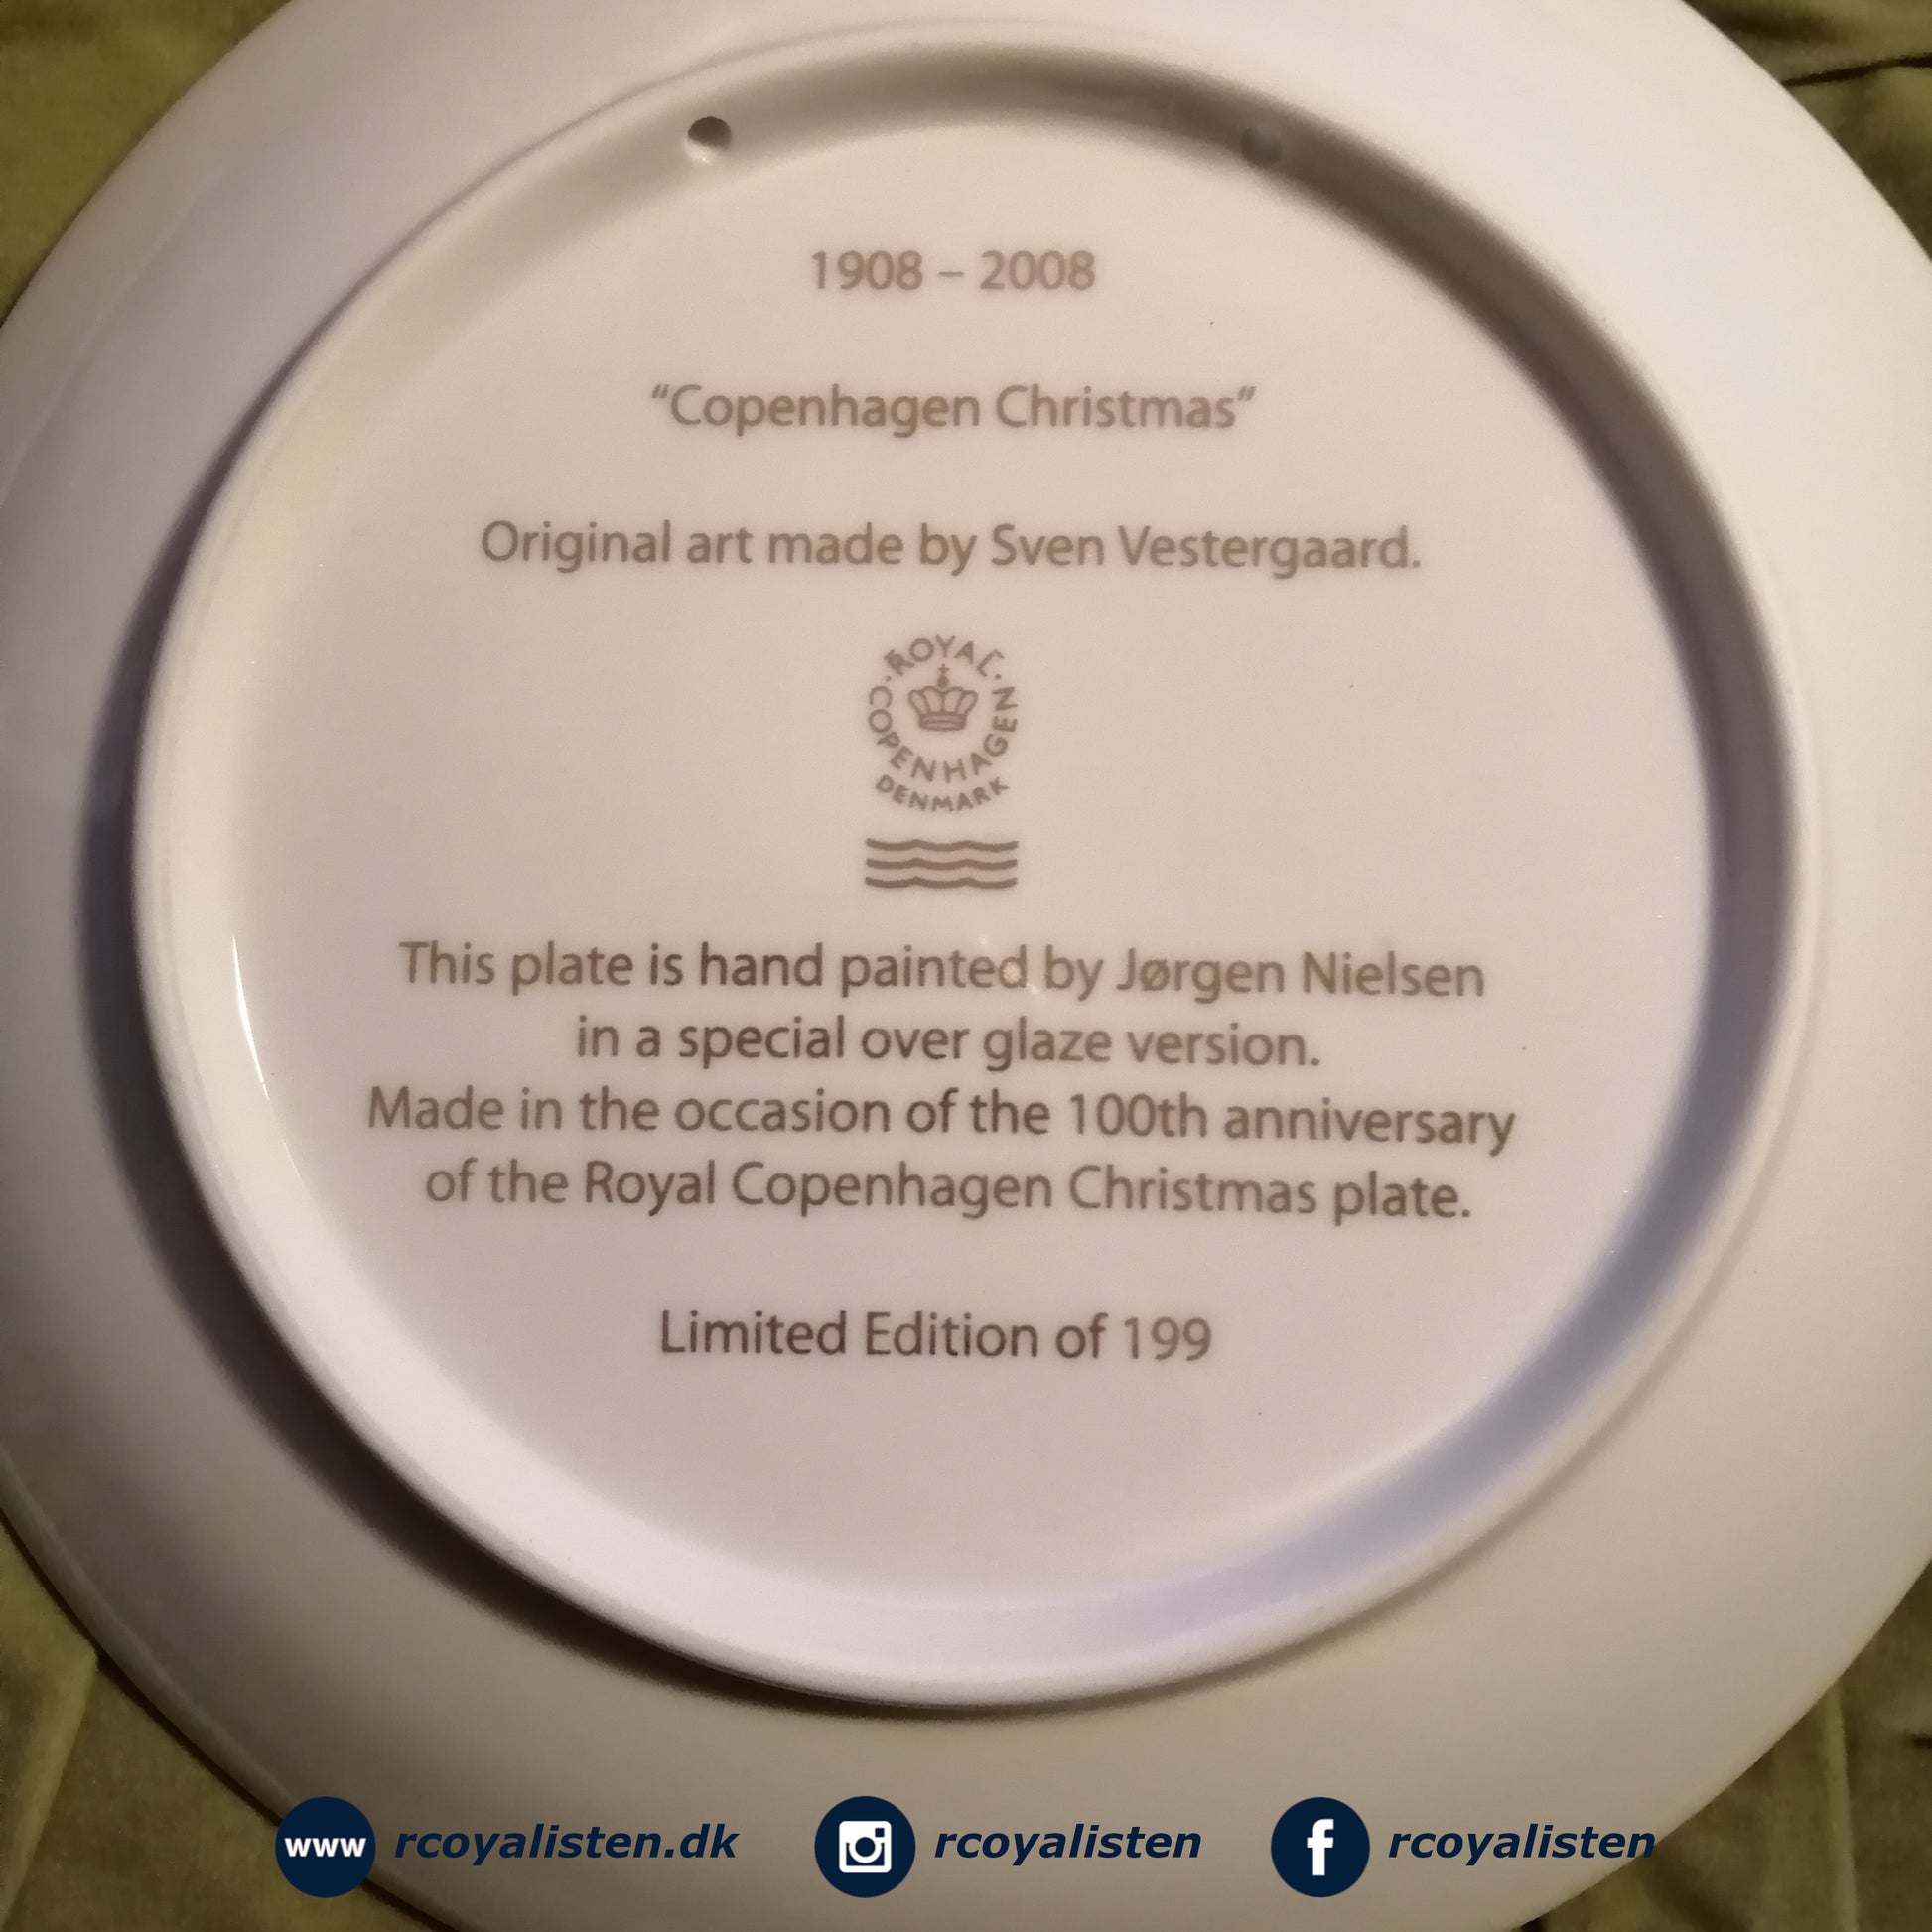 1908 – 2008
“Copenhagen Christmas”
Original art made by Sven Vestergaard.
ROYAL
COPENHAGEN
DENMARK
This plate is hand painted by Jørgen Nielsen
in a special over glaze version.
Made in the occasion of the 100th anniversary
of the Royal Copenhagen Christmas plate.
Limited Edition of 199
www rcoyalisten.dk rcoyalisten f rcoyalisten